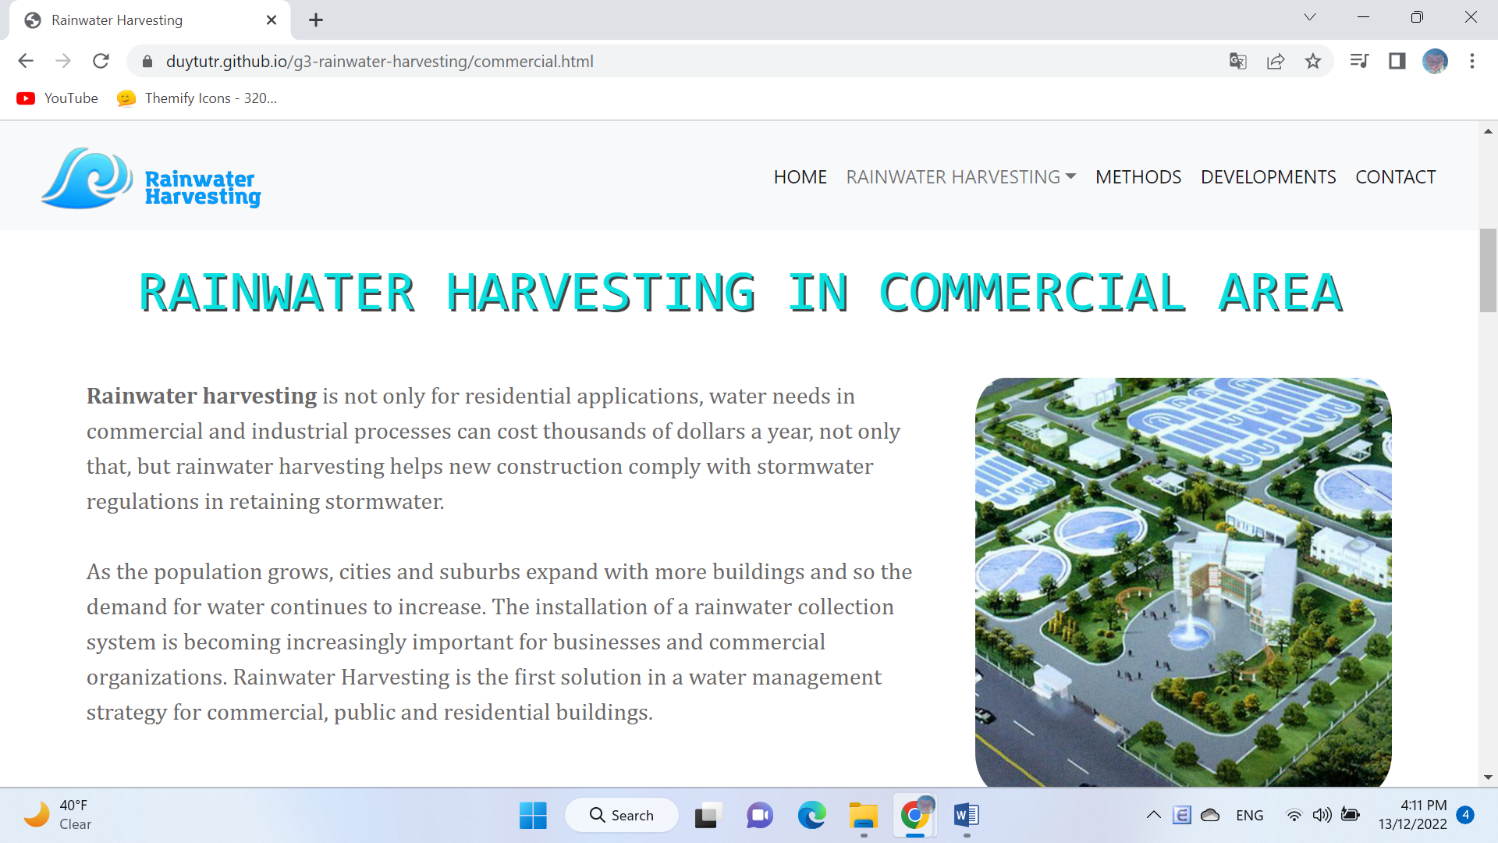 Rainwater Harvesting
duytutr.github.io/g3-rainwater-harvesting/commercial.html
YouTube
Themify Icons - 320...
Rainwater
Harvesting
HOME
RAINWATER HARVESTING
METHODS
DEVELOPMENTS
CONTACT
RAINWATER HARVESTING IN COMMERCIAL AREA
Rainwater harvesting is not only for residential applications, water needs in
commercial and industrial processes can cost thousands of dollars a year, not only
that, but rainwater harvesting helps new construction comply with stormwater
regulations in retaining stormwater.
As the population grows, cities and suburbs expand with more buildings and so the
demand for water continues to increase. The installation of a rainwater collection
system is becoming increasingly important for businesses and commercial
organizations. Rainwater Harvesting is the first solution in a water management
strategy for commercial, public and residential buildings.
40°F
Clear
Search
ENG
4:11 PM
13/12/2022
4